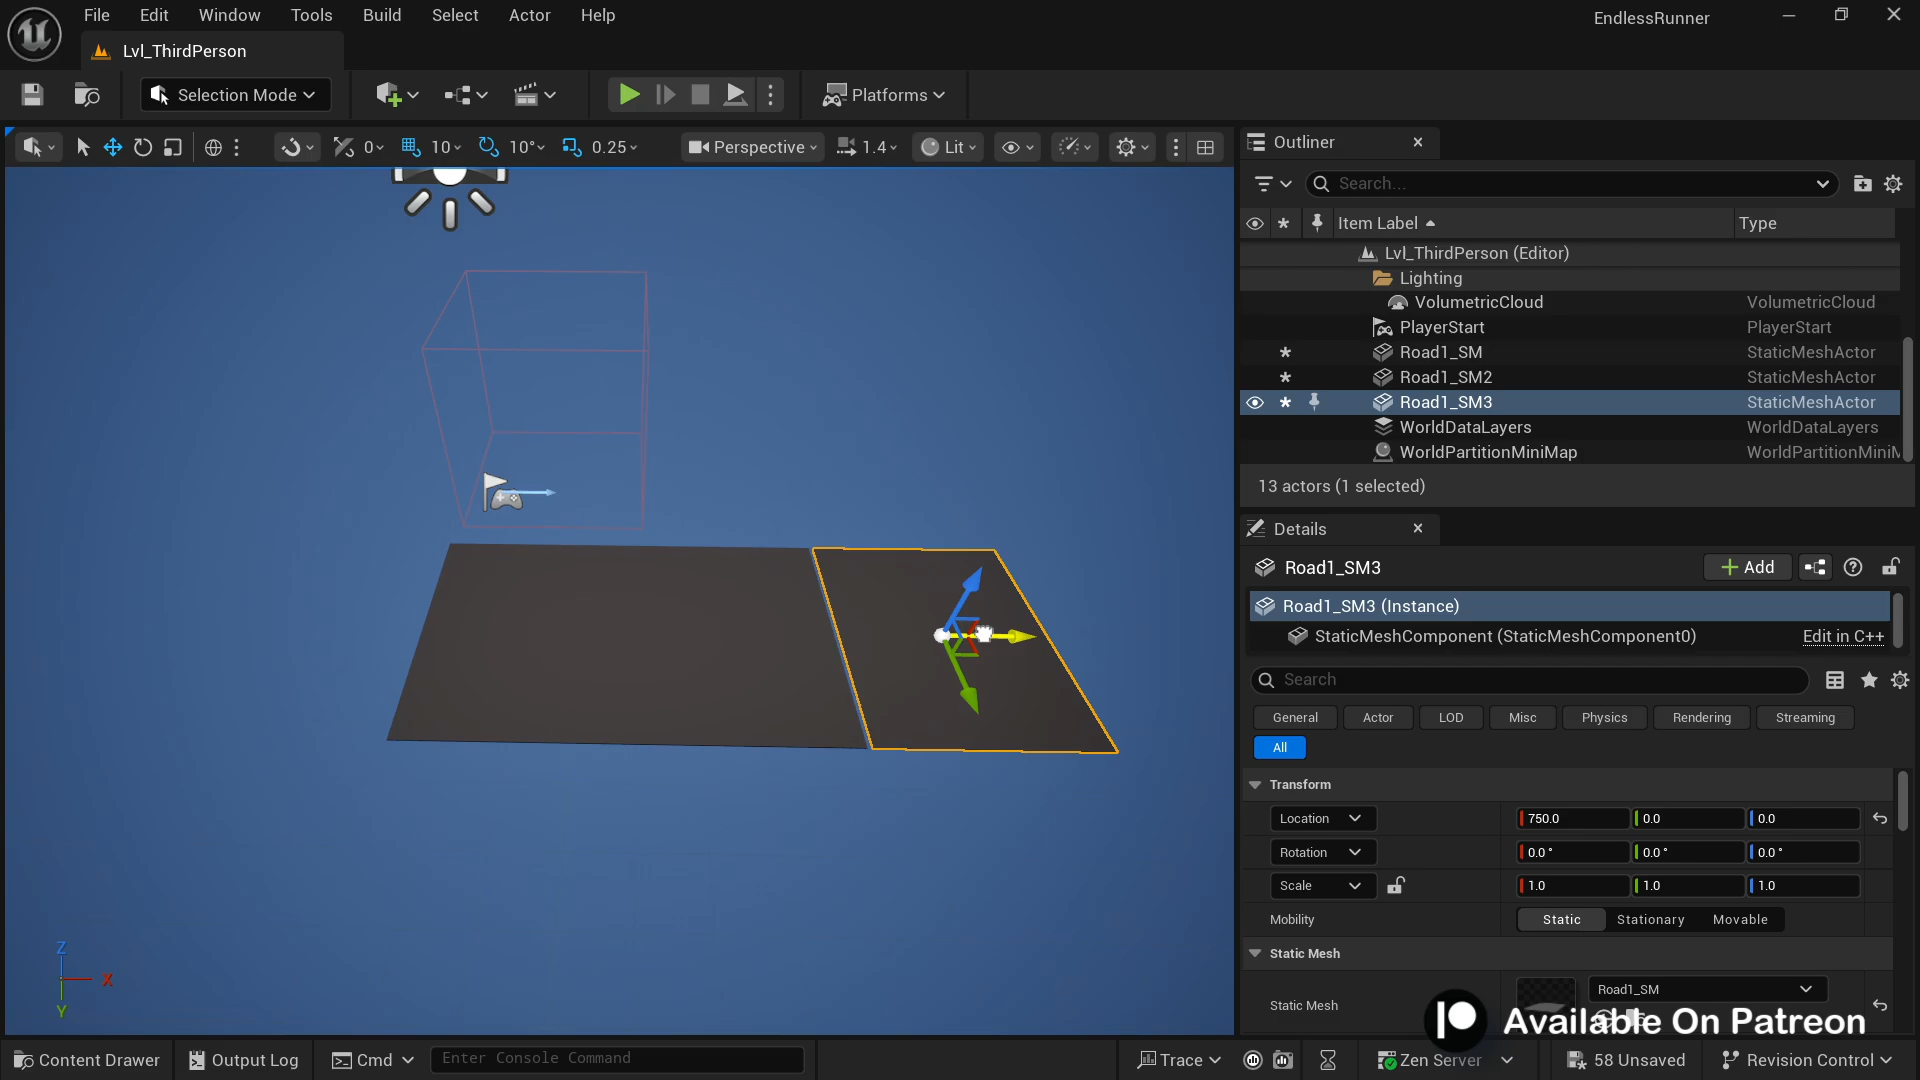 File Edit Window Tools Build Select Actor Help EndlessRunner
Lvl_ThirdPerson
Selection Mode Platforms
0 10 10° 0.25 Perspective 1.4 Lit
Outliner
Search...
Item Label Type
Lvl_ThirdPerson (Editor)
Lighting
VolumetricCloud VolumetricCloud
PlayerStart PlayerStart
Road1_SM StaticMeshActor
Road1_SM2 StaticMeshActor
Road1_SM3 StaticMeshActor
WorldDataLayers WorldDataLayers
WorldPartitionMiniMap WorldPartitionMiniM
13 actors (1 selected)
Details
Road1_SM3 Add
Road1_SM3 (Instance)
StaticMeshComponent (StaticMeshComponent0) Edit in C++
Search
General Actor LOD Misc Physics Rendering Streaming
All
Transform
Location 750.0 0.0 0.0
Rotation 0.0° 0.0° 0.0°
Scale 1.0 1.0 1.0
Mobility Static Stationary Movable
Static Mesh
Static Mesh Road1_SM
Available On Patreon
Z
X
Y
Content Drawer Output Log Cmd Enter Console Command Trace Zen Server 58 Unsaved Revision Control